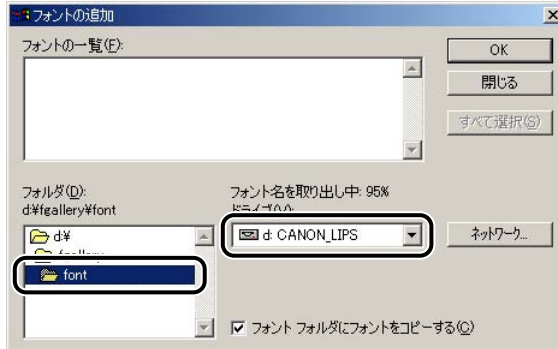 フォントの追加
フォントの一覧(F):
OK
閉じる
すべて選択(S)
フォルダ(D):
d:¥fgallery¥font
フォント名を取り出し中: 95%
d:¥
font
d: CANON_LIPS
ネットワーク...
フォント フォルダにフォントをコピーする(C)